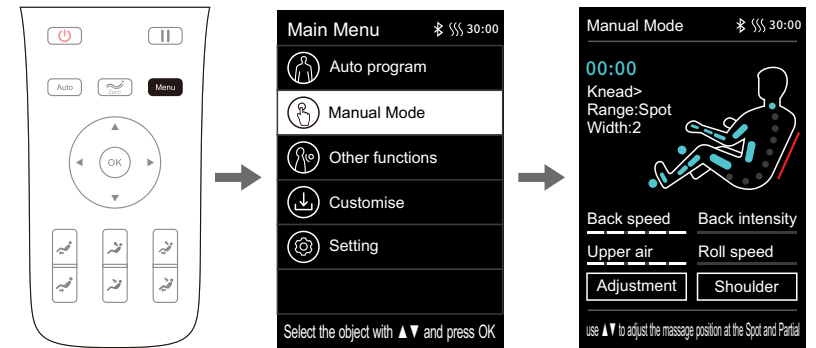 Auto
Zero
Menu
OK
Main Menu 30:00
Auto program
Manual Mode
Other functions
Customise
Setting
Select the object with ▲▼ and press OK
Manual Mode 30:00
00:00
Knead>
Range:Spot
Width:2
Back speed Back intensity
Upper air Roll speed
Adjustment Shoulder
use ▲▼ to adjust the massage position at the Spot and Partial